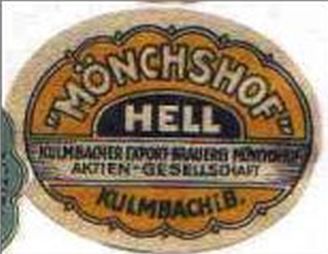 "MÖNCHSHOF"
HELL
KULMBACHER EXPORT-BRAUEREI MÖNCHSHOF
AKTIEN-GESELLSCHAFT
KULMBACH i.B.